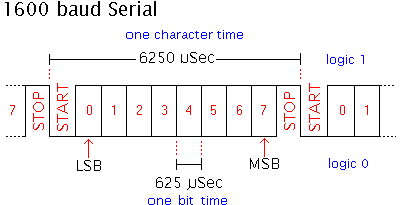 1600 baud Serial
one character time
6250 µSec
logic 1
7 STOP START 0 1 2 3 4 5 6 7 STOP START 0 1
LSB MSB logic 0
625 µSec
one bit time